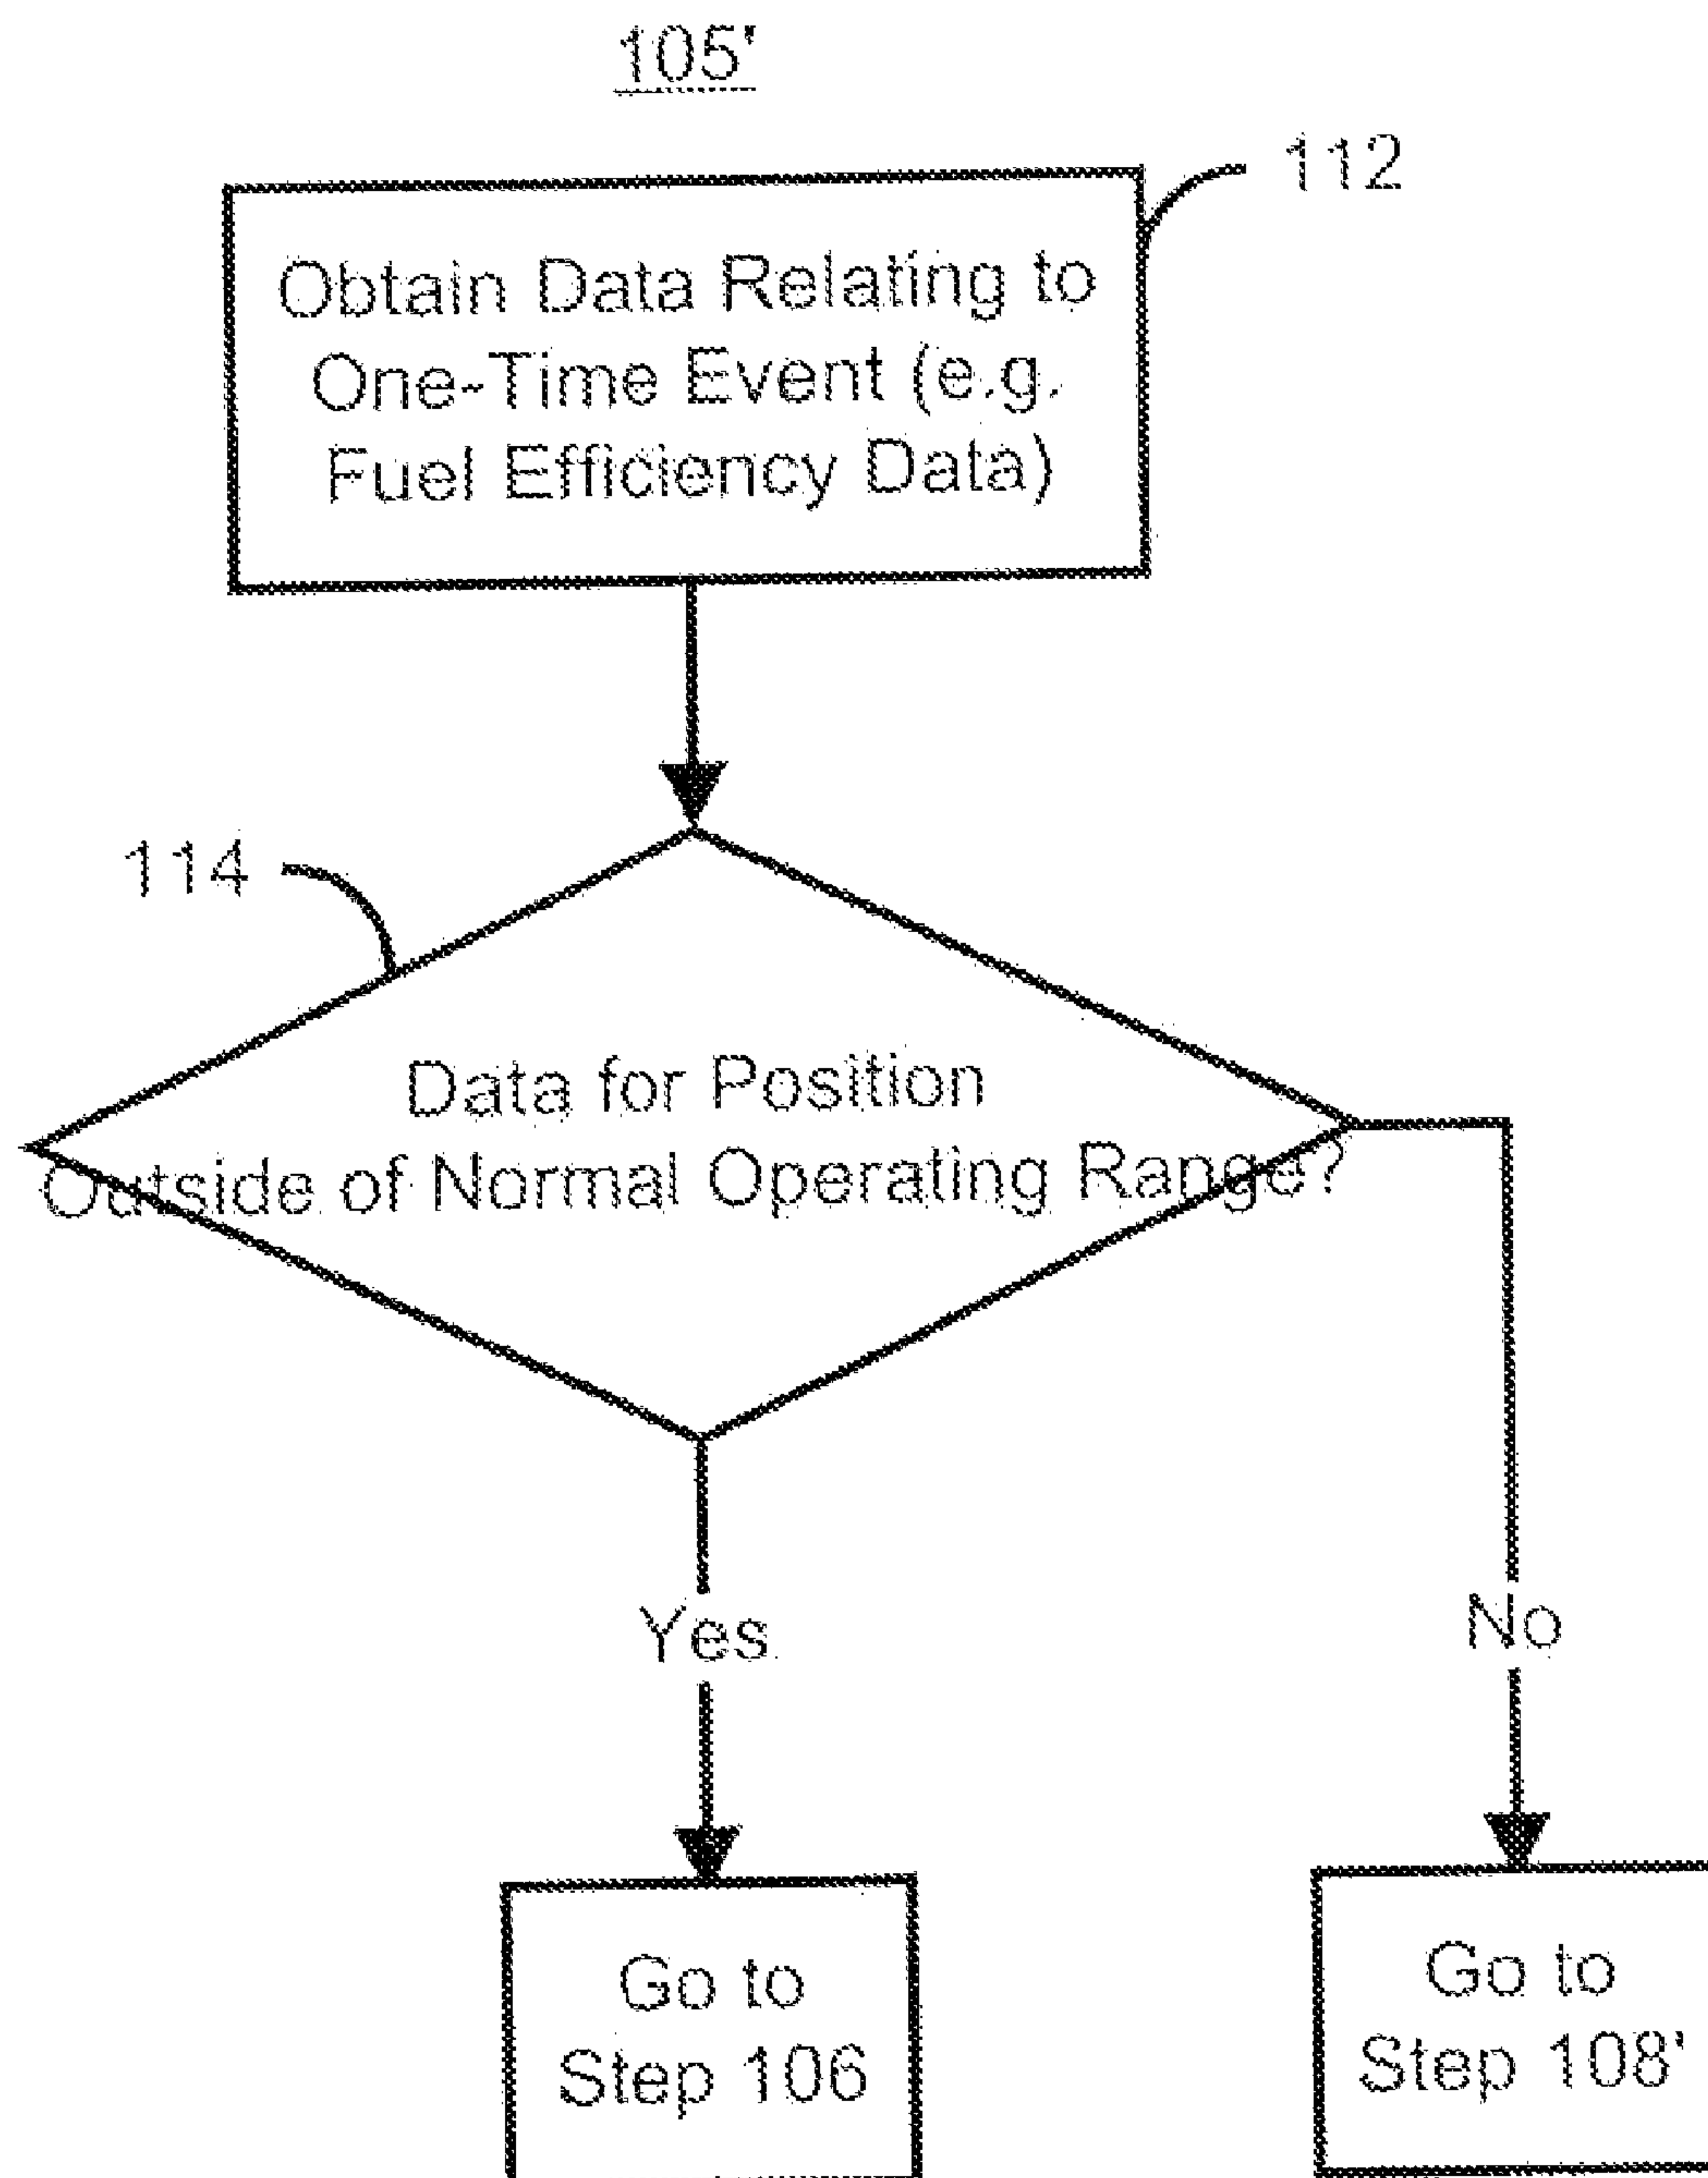 105'
112
Obtain Data Relating to
One-Time Event (e.g.
Fuel Efficiency Data)
114
Data for Position
Outside of Normal Operating Range?
Yes
No
Go to
Step 106
Go to
Step 108'